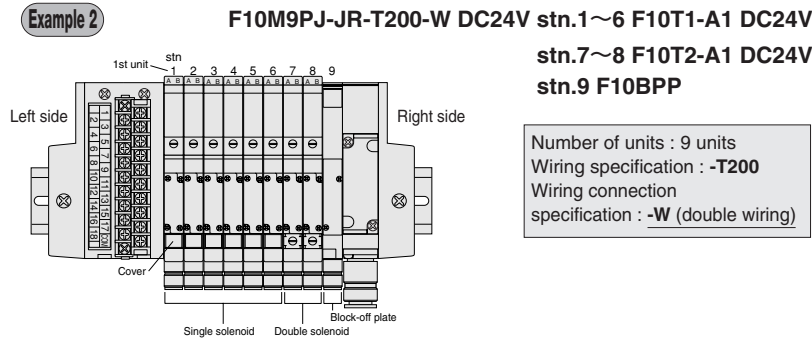 Example 2
F10M9PJ-JR-T200-W DC24V stn.1～6 F10T1-A1 DC24V
stn.7～8 F10T2-A1 DC24V
stn.9 F10BPP
stn
1st unit
1 2 3 4 5 6 7 8 9
A B A B A B A B A B A B A B A B
Left side
Right side
1 3 5 7 9 11 13 15 17 COM
2 4 6 8 10 12 14 16 18
Number of units : 9 units
Wiring specification : -T200
Wiring connection
specification : -W (double wiring)
Cover
Block-off plate
Single solenoid
Double solenoid